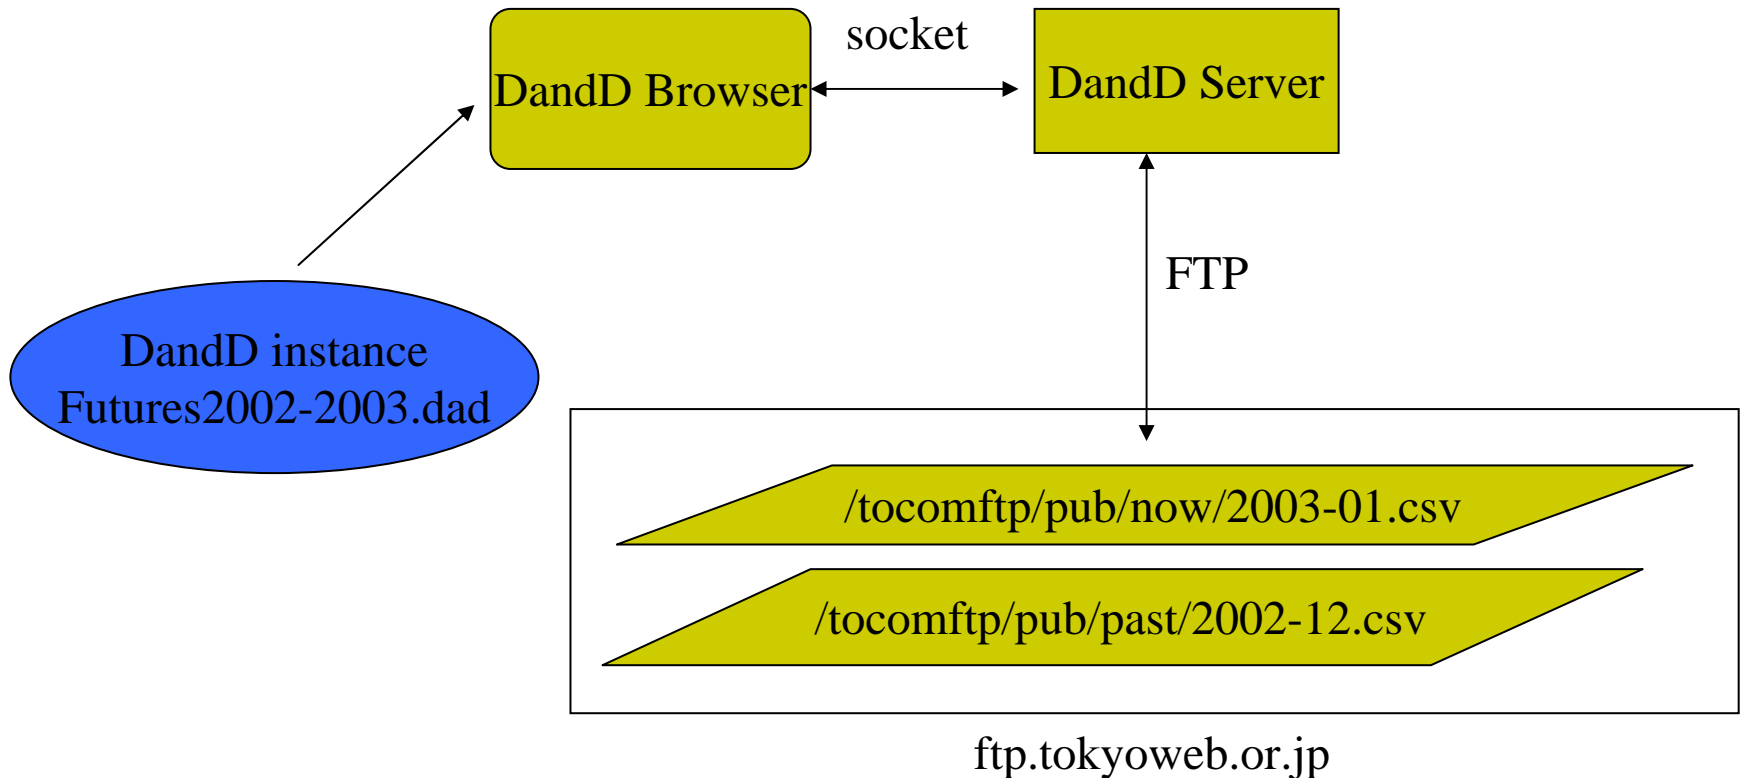 socket
DandD Browser
DandD Server
FTP
DandD instance
Futures2002-2003.dad
/tocomftp/pub/now/2003-01.csv
/tocomftp/pub/past/2002-12.csv
ftp.tokyoweb.or.jp